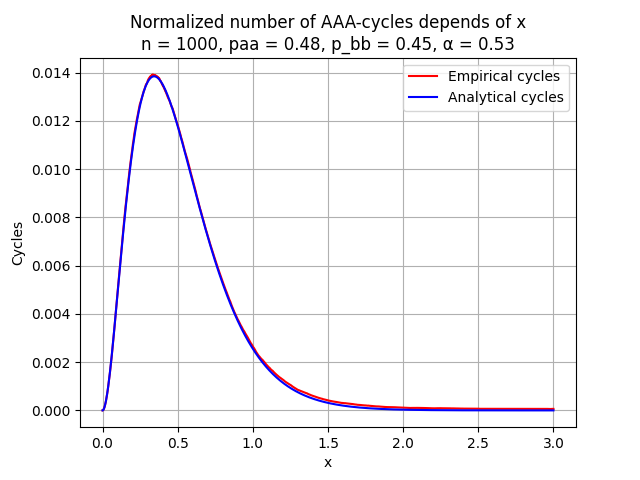 Normalized number of AAA-cycles depends of x
n = 1000, paa = 0.48, p_bb = 0.45, α = 0.53
Empirical cycles
Analytical cycles
Cycles
0.014
0.012
0.010
0.008
0.006
0.004
0.002
0.000
0.0 0.5 1.0 1.5 2.0 2.5 3.0
x